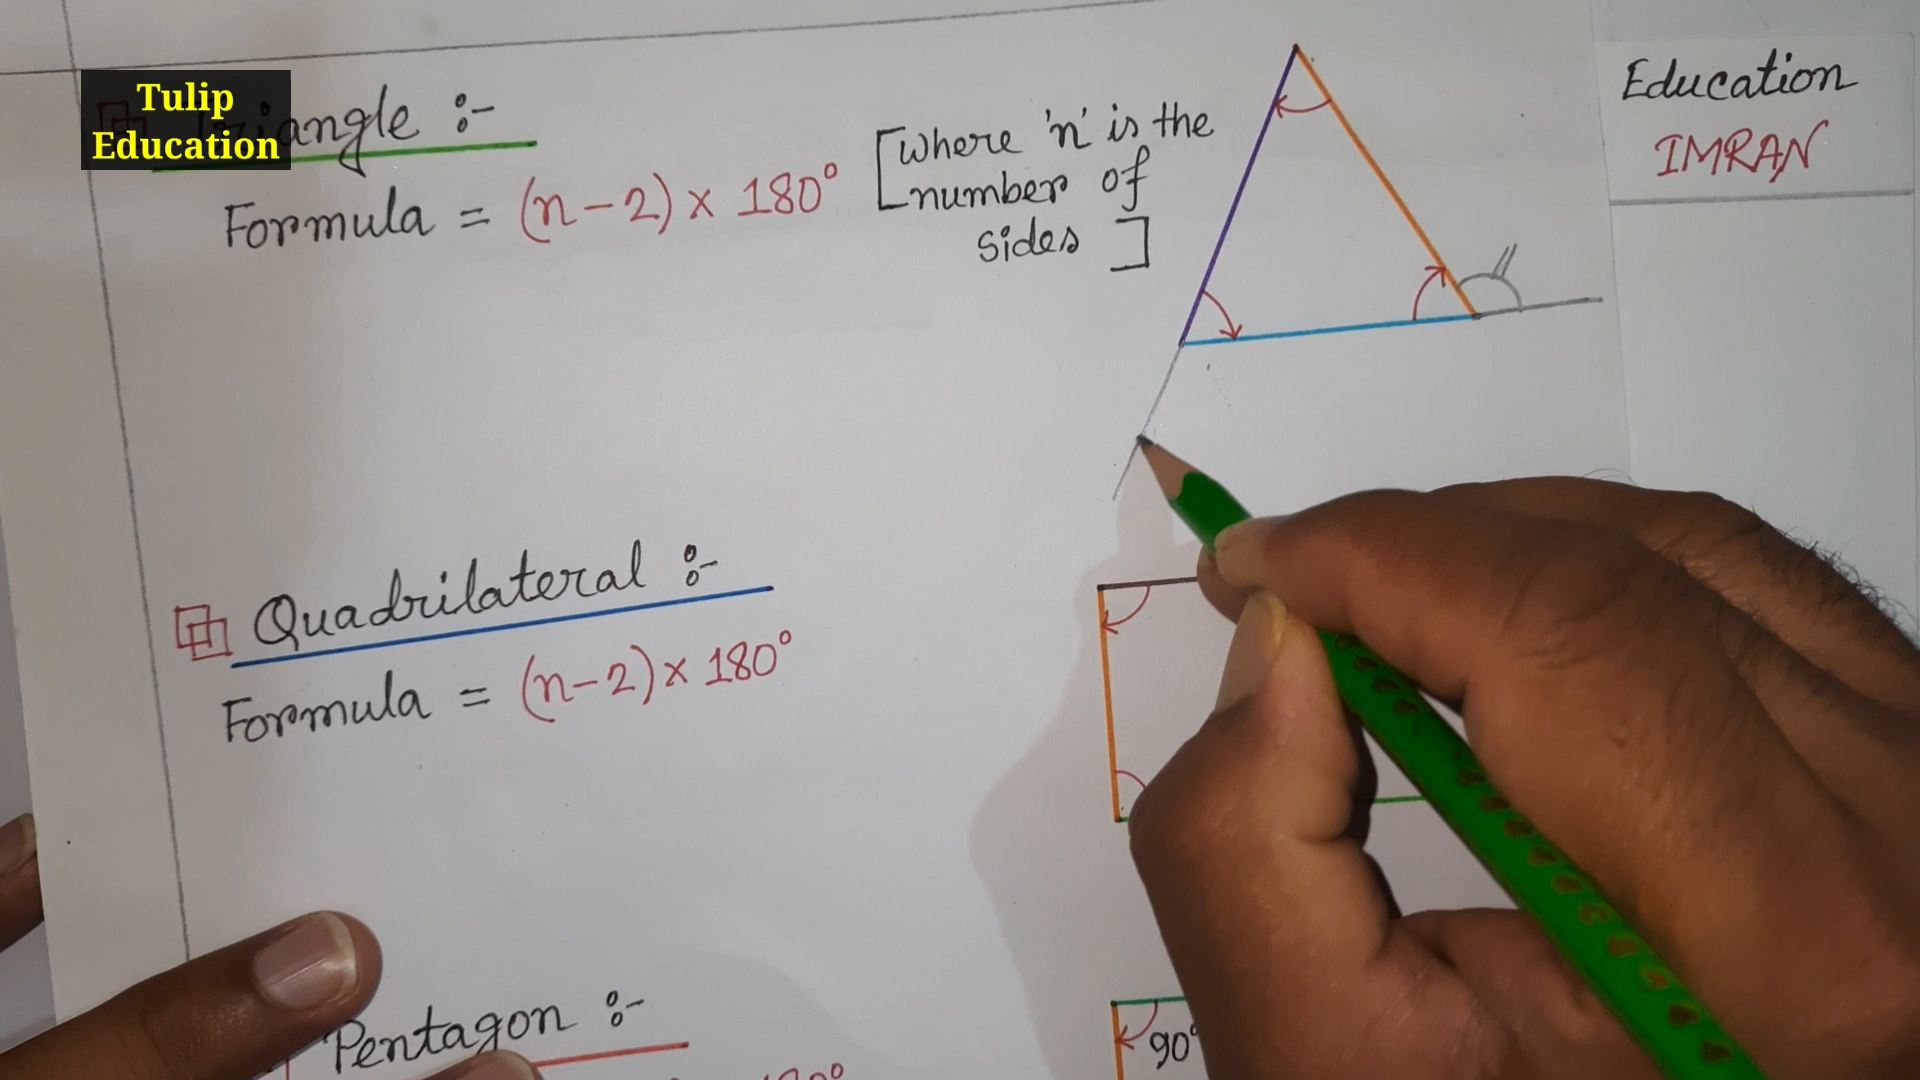 Tulip
Education
Triangle :-
Formula = (n-2) × 180°
[Where 'n' is the
number of
sides ]
Education
IMRAN
Quadrilateral :-
Formula = (n-2) × 180°
Pentagon :-
90°